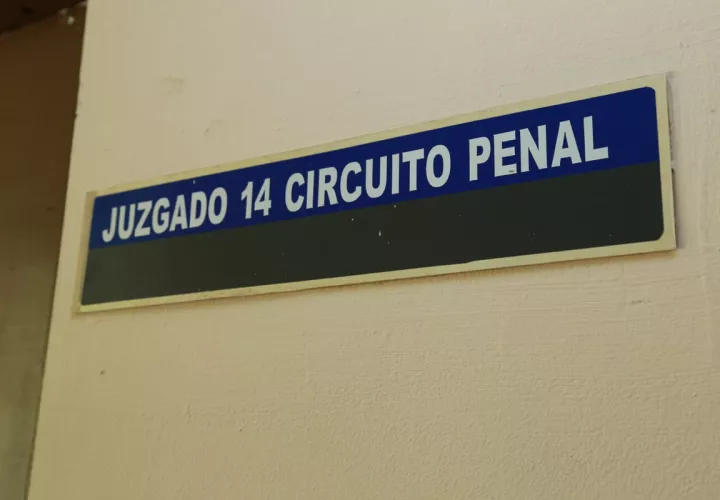 JUZGADO 14 CIRCUITO PENAL